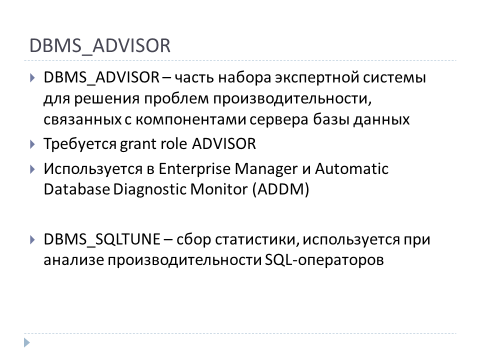 DBMS_ADVISOR
DBMS_ADVISOR – часть набора экспертной системы
для решения проблем производительности,
связанных с компонентами сервера базы данных
Требуется grant role ADVISOR
Используется в Enterprise Manager и Automatic
Database Diagnostic Monitor (ADDM)
DBMS_SQLTUNE – сбор статистики, используется при
анализе производительности SQL-операторов